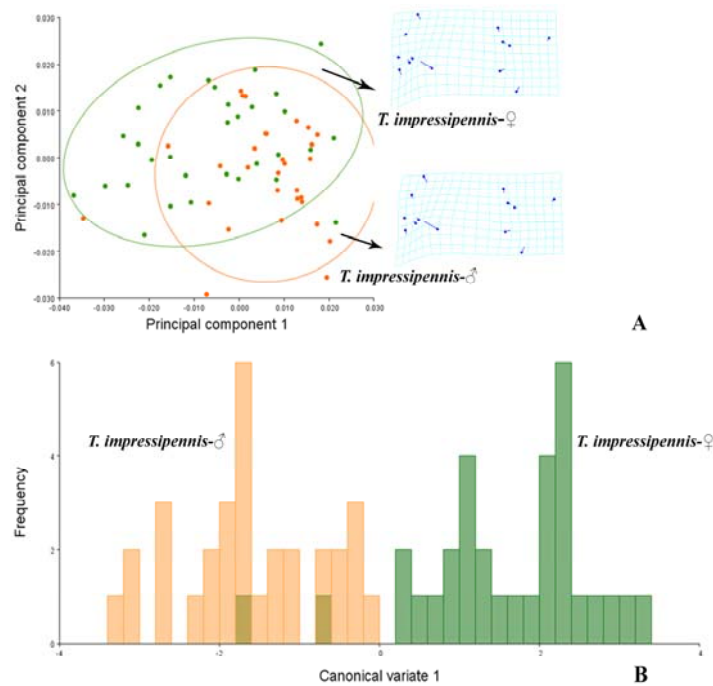 0.030
0.020
0.010
0.000
-0.010
-0.020
-0.030
Principal component 2
-0.040 -0.030 -0.020 -0.010 0.000 0.010 0.020 0.030
Principal component 1
T. impressipennis-♀
T. impressipennis-♂
A
6
4
2
0
Frequency
T. impressipennis-♂
T. impressipennis-♀
-4 -2 0 2 4
Canonical variate 1
B